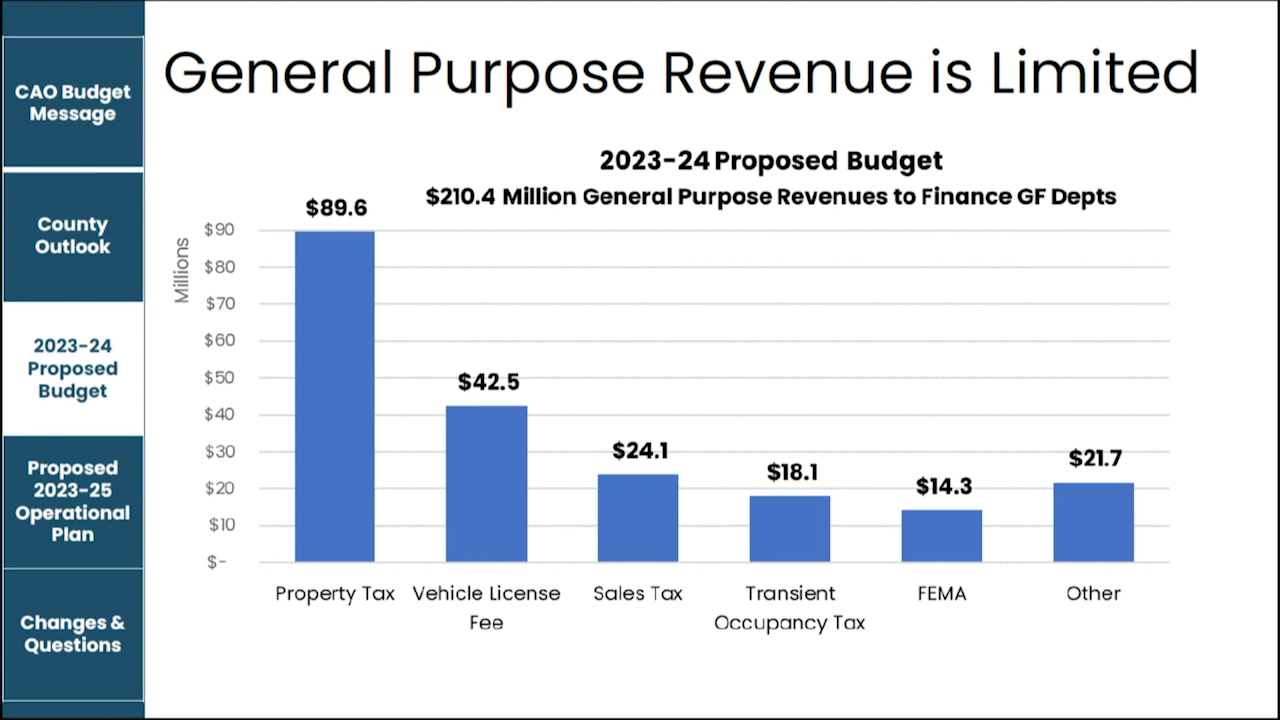 CAO Budget
Message
County
Outlook
2023-24
Proposed
Budget
Proposed
2023-25
Operational
Plan
Changes &
Questions
General Purpose Revenue is Limited
2023-24 Proposed Budget
$210.4 Million General Purpose Revenues to Finance GF Depts
Millions
$90
$80
$70
$60
$50
$40
$30
$20
$10
$-
$89.6
$42.5
$24.1
$18.1
$14.3
$21.7
Property Tax
Vehicle License
Fee
Sales Tax
Transient
Occupancy Tax
FEMA
Other